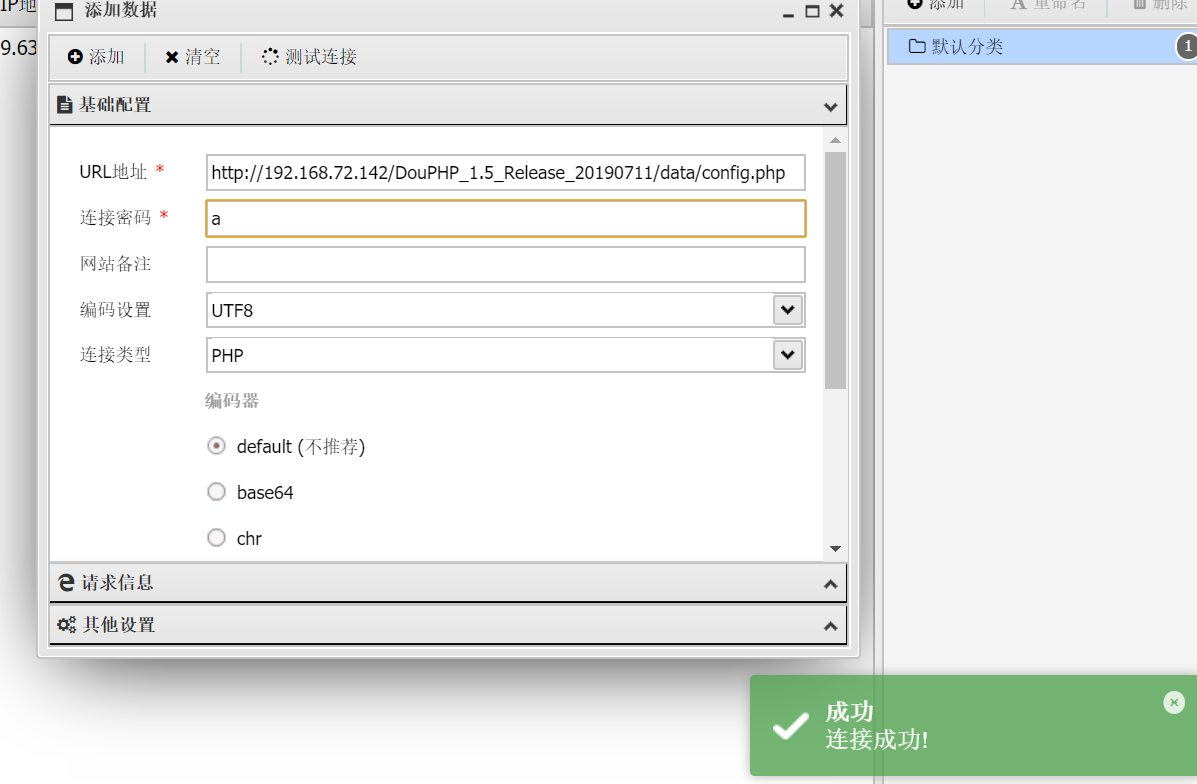 IP地
添加数据
添加
重命名
删除
9.63
添加
清空
测试连接
默认分类
1
基础配置
URL地址 *
http://192.168.72.142/DouPHP_1.5_Release_20190711/data/config.php
连接密码 *
a
网站备注
编码设置
UTF8
连接类型
PHP
编码器
default (不推荐)
base64
chr
请求信息
其他设置
成功
连接成功!